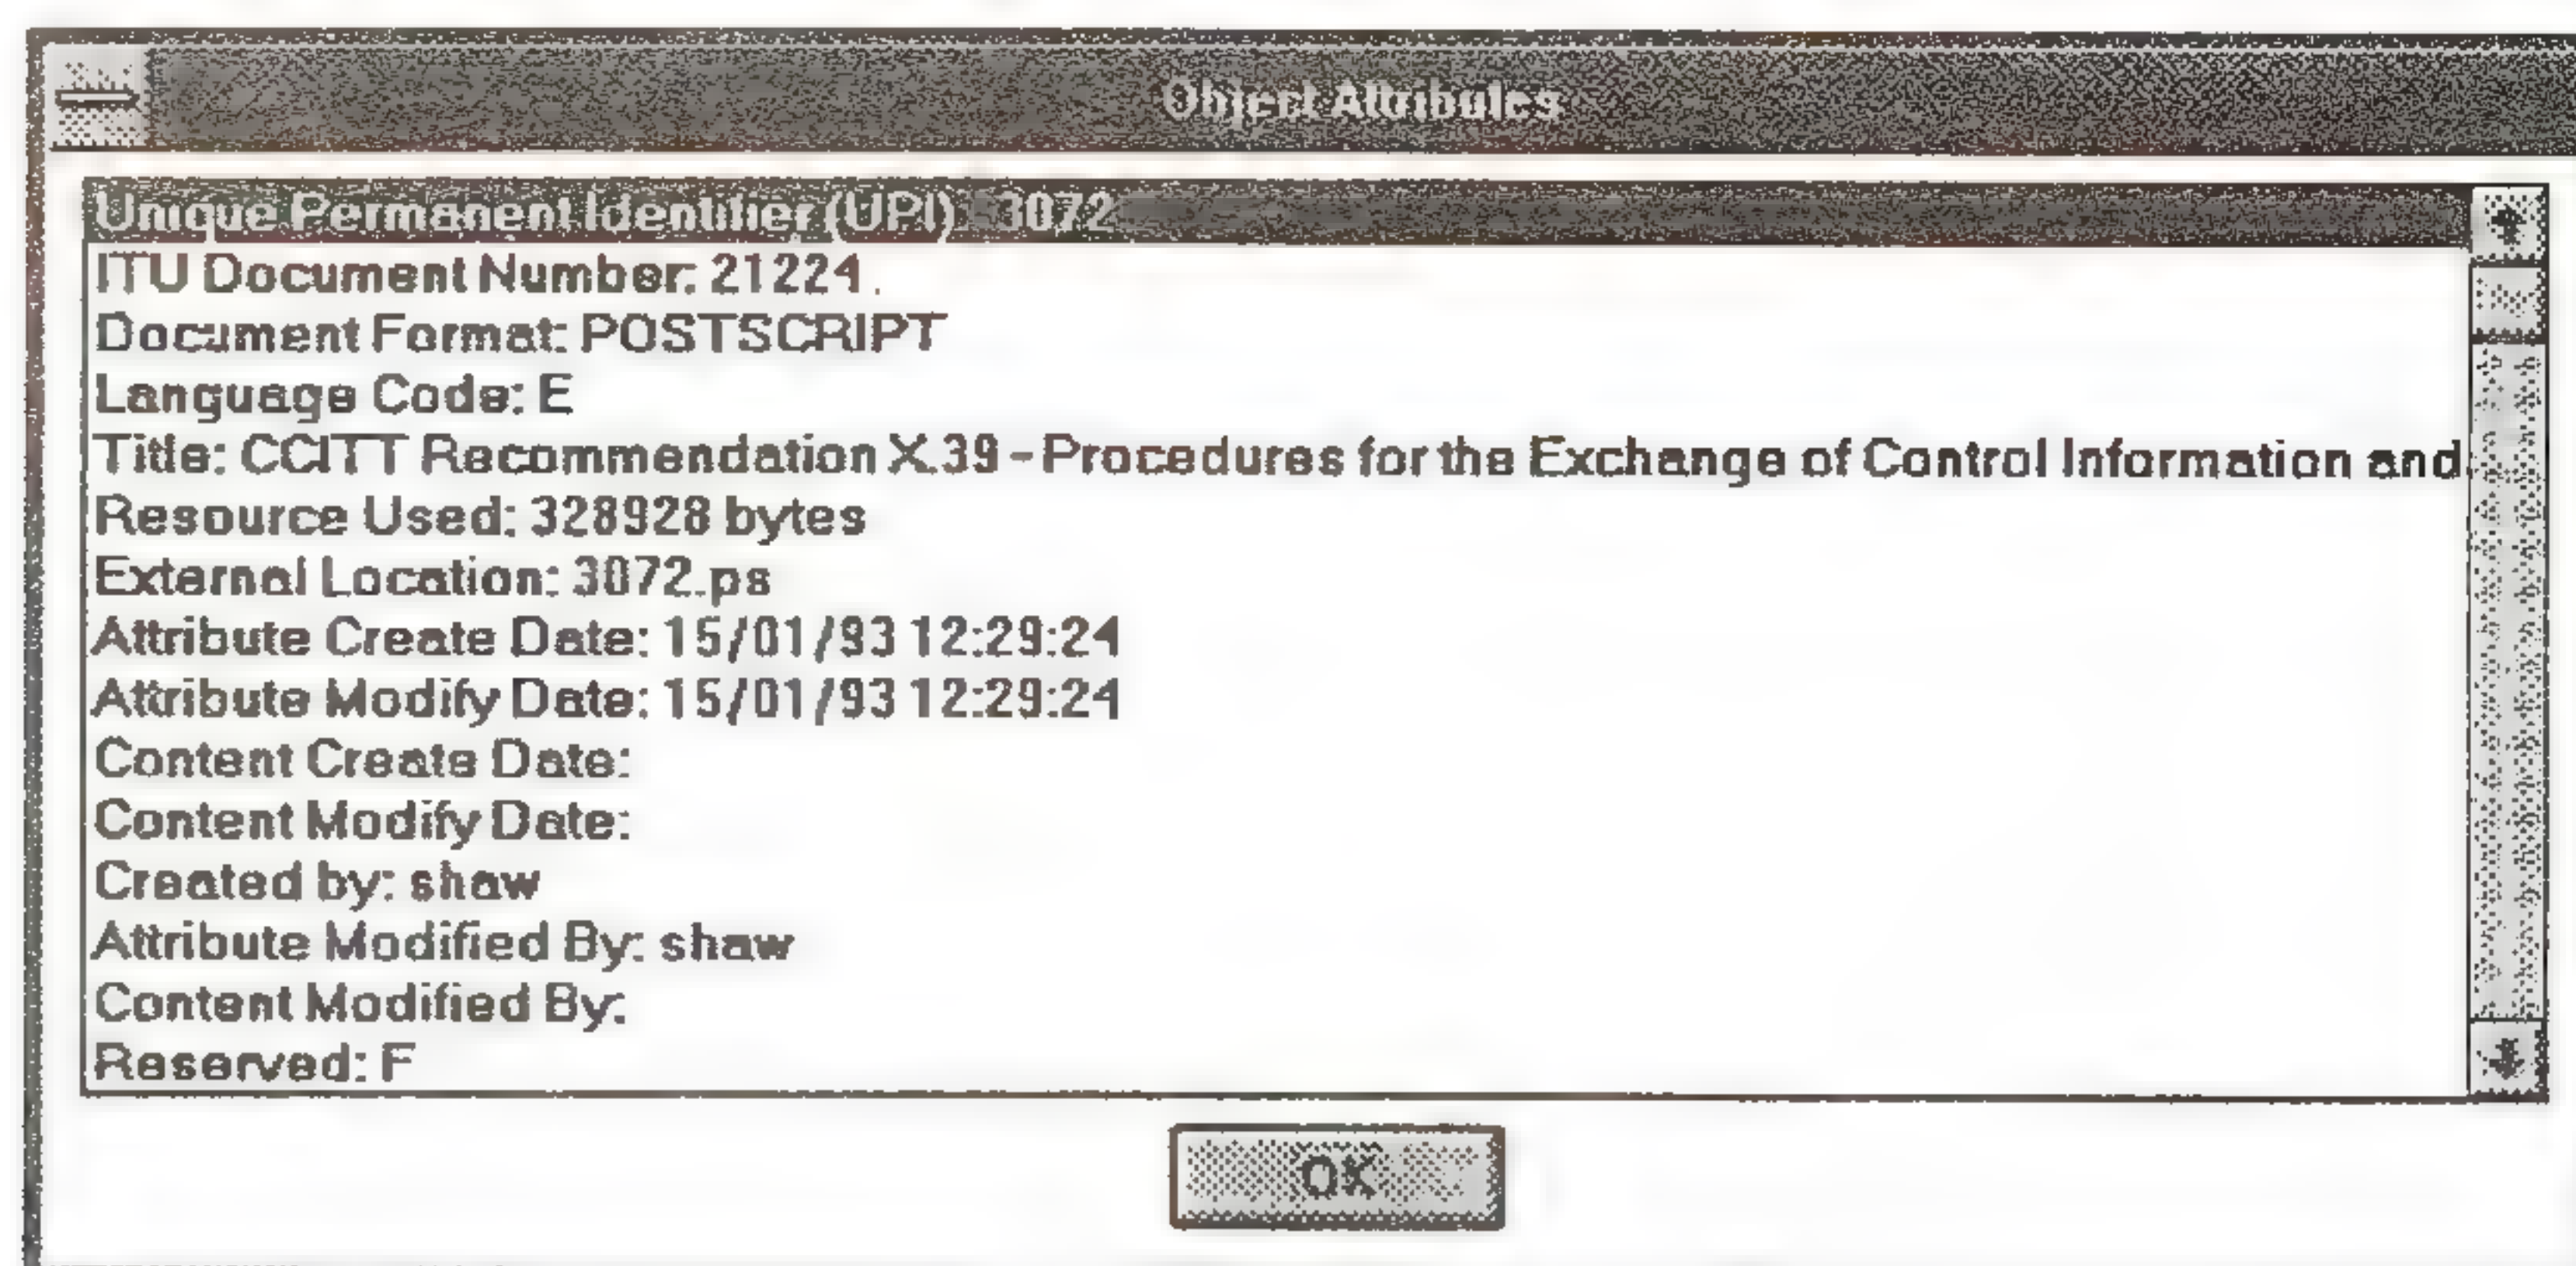 Object Attributes
Unique Permanent Identifier (UPI): 3072
ITU Document Number: 21224
Document Format: POSTSCRIPT
Language Code: E
Title: CCITT Recommendation X.39 - Procedures for the Exchange of Control Information and
Resource Used: 328928 bytes
External Location: 3072.ps
Attribute Create Date: 15/01/93 12:29:24
Attribute Modify Date: 15/01/93 12:29:24
Content Create Date:
Content Modify Date:
Created by: shaw
Attribute Modified By: shaw
Content Modified By:
Reserved: F
OK